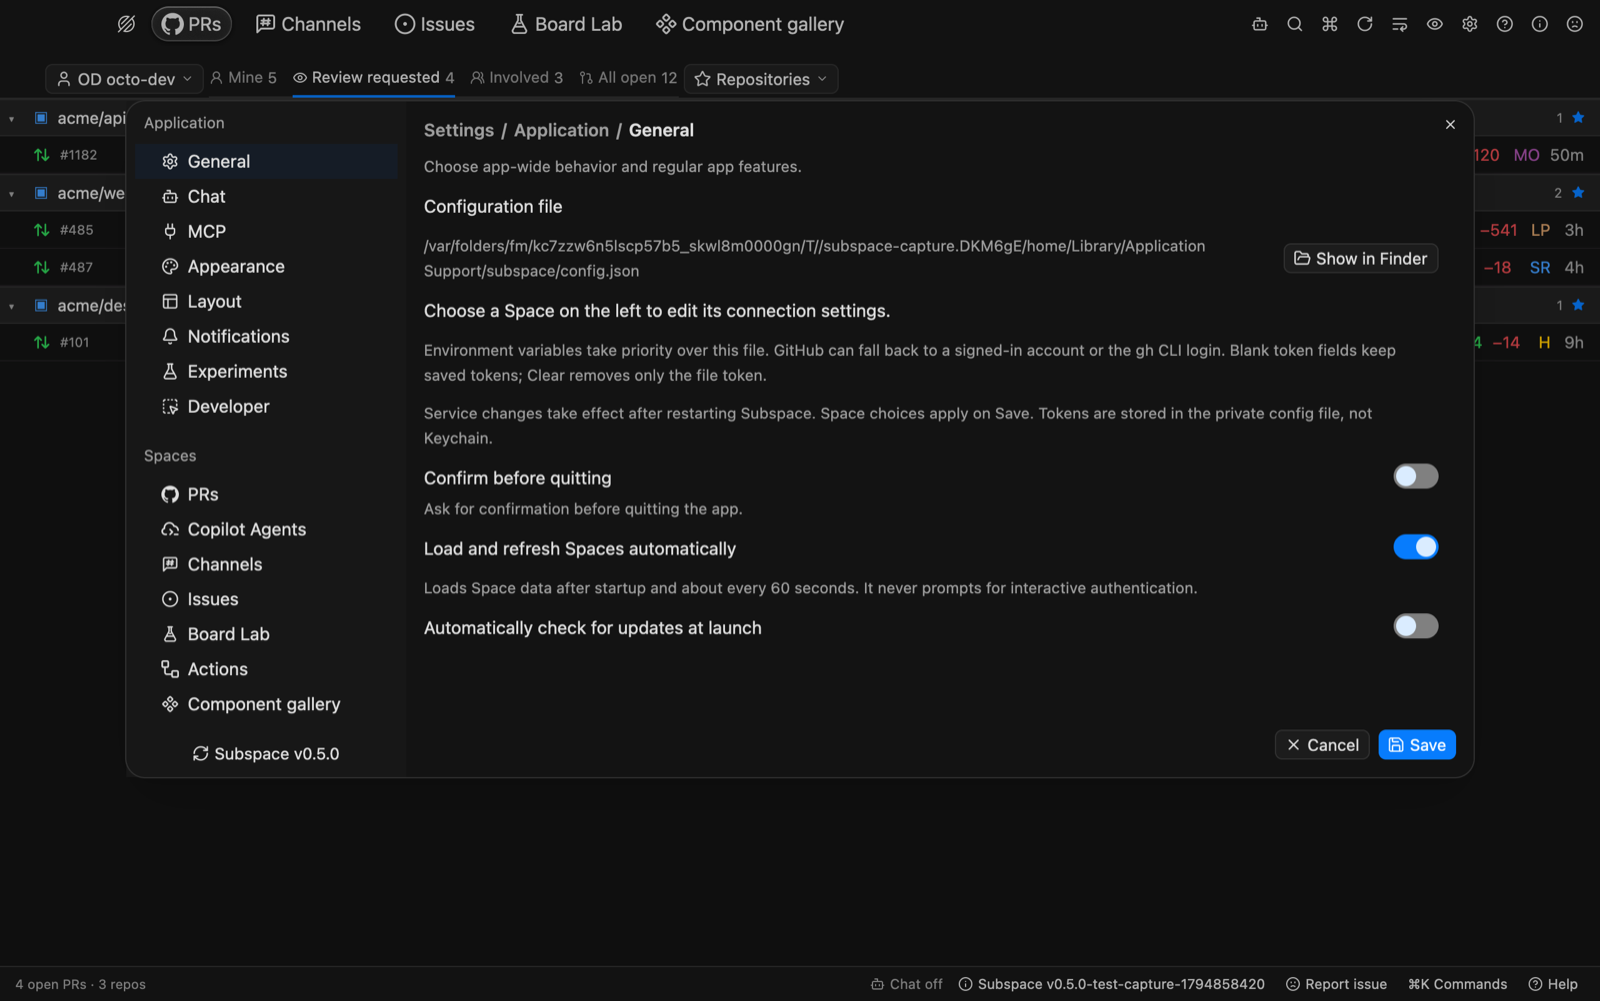 PRs
Channels
Issues
Board Lab
Component gallery
OD octo-dev
Mine 5
Review requested 4
Involved 3
All open 12
Repositories
acme/api
1
#1182
120 MO 50m
acme/we
2
#485
−541 LP 3h
#487
−18 SR 4h
acme/des
1
#101
4 −14 H 9h
Application
General
Chat
MCP
Appearance
Layout
Notifications
Experiments
Developer
Spaces
PRs
Copilot Agents
Channels
Issues
Board Lab
Actions
Component gallery
Subspace v0.5.0
Settings / Application / General
Choose app-wide behavior and regular app features.
Configuration file
/var/folders/fm/kc7zzw6n5lscp57b5_skwl8m0000gn/T//subspace-capture.DKM6gE/home/Library/Application
Support/subspace/config.json
Show in Finder
Choose a Space on the left to edit its connection settings.
Environment variables take priority over this file. GitHub can fall back to a signed-in account or the gh CLI login. Blank token fields keep
saved tokens; Clear removes only the file token.
Service changes take effect after restarting Subspace. Space choices apply on Save. Tokens are stored in the private config file, not
Keychain.
Confirm before quitting
Ask for confirmation before quitting the app.
Load and refresh Spaces automatically
Loads Space data after startup and about every 60 seconds. It never prompts for interactive authentication.
Automatically check for updates at launch
Cancel
Save
4 open PRs · 3 repos
Chat off
Subspace v0.5.0-test-capture-1794858420
Report issue
⌘K Commands
Help